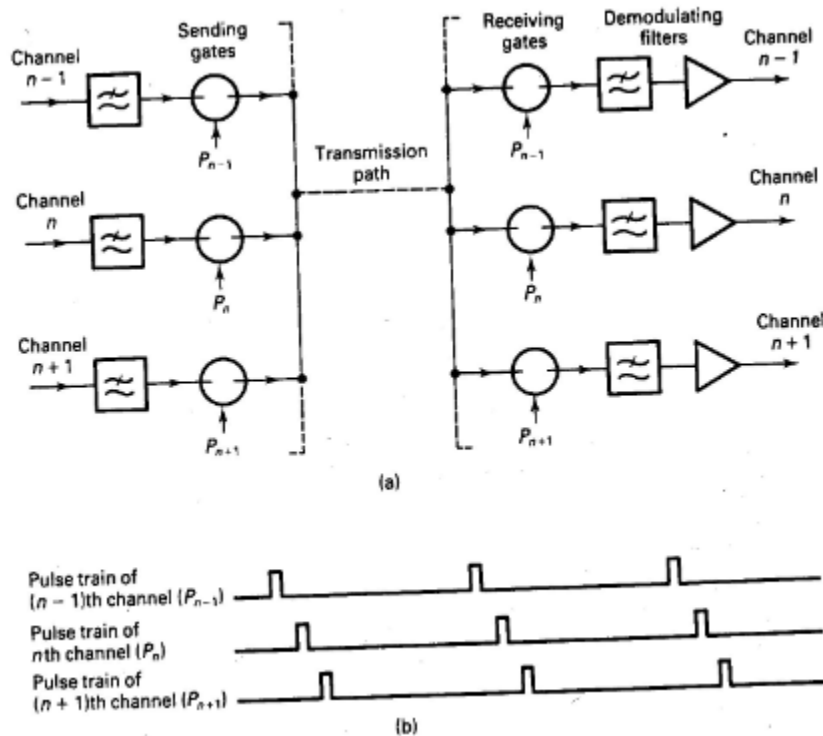 Sending gates
Channel n – 1
P_{n–1}
Channel n
P_n
Channel n + 1
P_{n+1}
Transmission path
Receiving gates
Demodulating filters
Channel n – 1
P_{n–1}
Channel n
P_n
Channel n + 1
P_{n+1}
(a)
Pulse train of
(n – 1)th channel (P_{n–1})
Pulse train of
nth channel (P_n)
Pulse train of
(n + 1)th channel (P_{n+1})
(b)